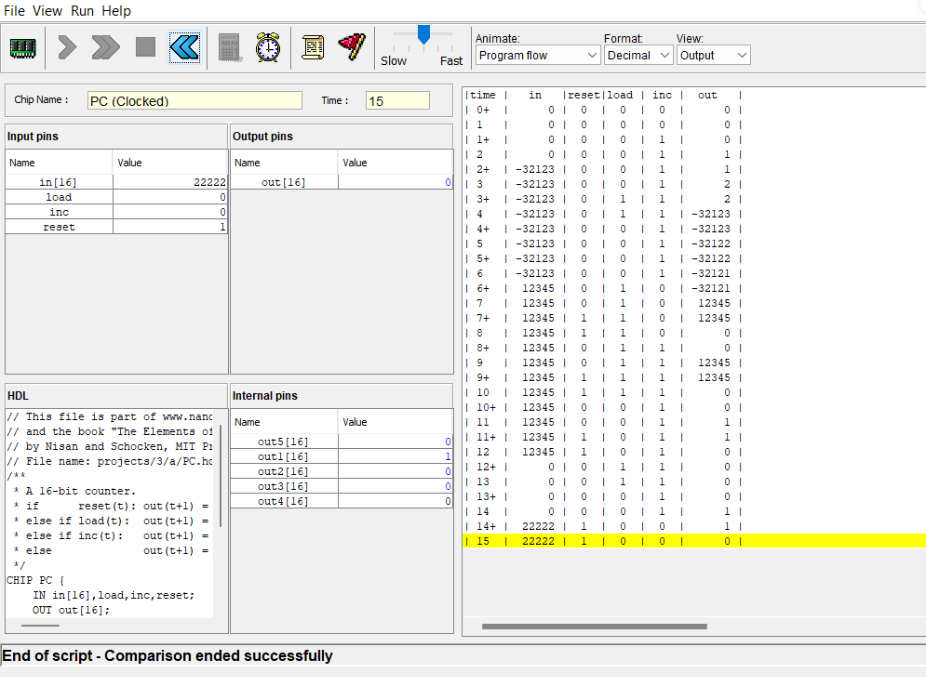 File View Run Help
Slow Fast
Animate: Format: View:
Program flow Decimal Output
Chip Name : PC (Clocked) Time : 15
Input pins
Name Value
in[16] 22222
load 0
inc 0
reset 1
Output pins
Name Value
out[16] 0
HDL
// This file is part of www.nand
// and the book "The Elements of
// by Nisan and Schocken, MIT Pr
// File name: projects/3/a/PC.hd
/**
* A 16-bit counter.
* if reset(t): out(t+1) =
* else if load(t): out(t+1) =
* else if inc(t): out(t+1) =
* else out(t+1) =
*/
CHIP PC {
IN in[16],load,inc,reset;
OUT out[16];
Internal pins
Name Value
out5[16] 0
out1[16] 1
out2[16] 0
out3[16] 0
out4[16] 0
|time | in |reset|load | inc | out |
| 0+ | 0 | 0 | 0 | 0 | 0 |
| 1 | 0 | 0 | 0 | 0 | 0 |
| 1+ | 0 | 0 | 0 | 1 | 0 |
| 2 | 0 | 0 | 0 | 1 | 1 |
| 2+ | -32123 | 0 | 0 | 1 | 1 |
| 3 | -32123 | 0 | 0 | 1 | 2 |
| 3+ | -32123 | 0 | 1 | 1 | 2 |
| 4 | -32123 | 0 | 1 | 1 | -32123 |
| 4+ | -32123 | 0 | 0 | 1 | -32123 |
| 5 | -32123 | 0 | 0 | 1 | -32122 |
| 5+ | -32123 | 0 | 0 | 1 | -32122 |
| 6 | -32123 | 0 | 0 | 1 | -32121 |
| 6+ | 12345 | 0 | 1 | 0 | -32121 |
| 7 | 12345 | 0 | 1 | 0 | 12345 |
| 7+ | 12345 | 1 | 1 | 0 | 12345 |
| 8 | 12345 | 1 | 1 | 0 | 0 |
| 8+ | 12345 | 0 | 1 | 1 | 0 |
| 9 | 12345 | 0 | 1 | 1 | 12345 |
| 9+ | 12345 | 1 | 1 | 1 | 12345 |
| 10 | 12345 | 1 | 1 | 1 | 0 |
| 10+ | 12345 | 0 | 0 | 1 | 0 |
| 11 | 12345 | 0 | 0 | 1 | 1 |
| 11+ | 12345 | 1 | 0 | 1 | 1 |
| 12 | 12345 | 1 | 0 | 1 | 0 |
| 12+ | 0 | 0 | 1 | 1 | 0 |
| 13 | 0 | 0 | 1 | 1 | 0 |
| 13+ | 0 | 0 | 0 | 1 | 0 |
| 14 | 0 | 0 | 0 | 1 | 1 |
| 14+ | 22222 | 1 | 0 | 0 | 1 |
| 15 | 22222 | 1 | 0 | 0 | 0 |
End of script - Comparison ended successfully